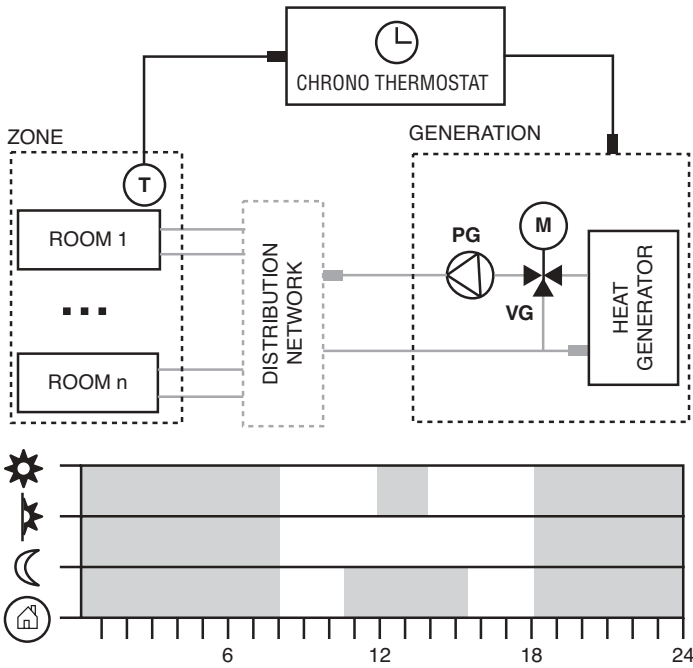 CHRONO THERMOSTAT
ZONE
GENERATION
T
ROOM 1
ROOM n
DISTRIBUTION
NETWORK
PG
M
VG
HEAT
GENERATOR
6
12
18
24